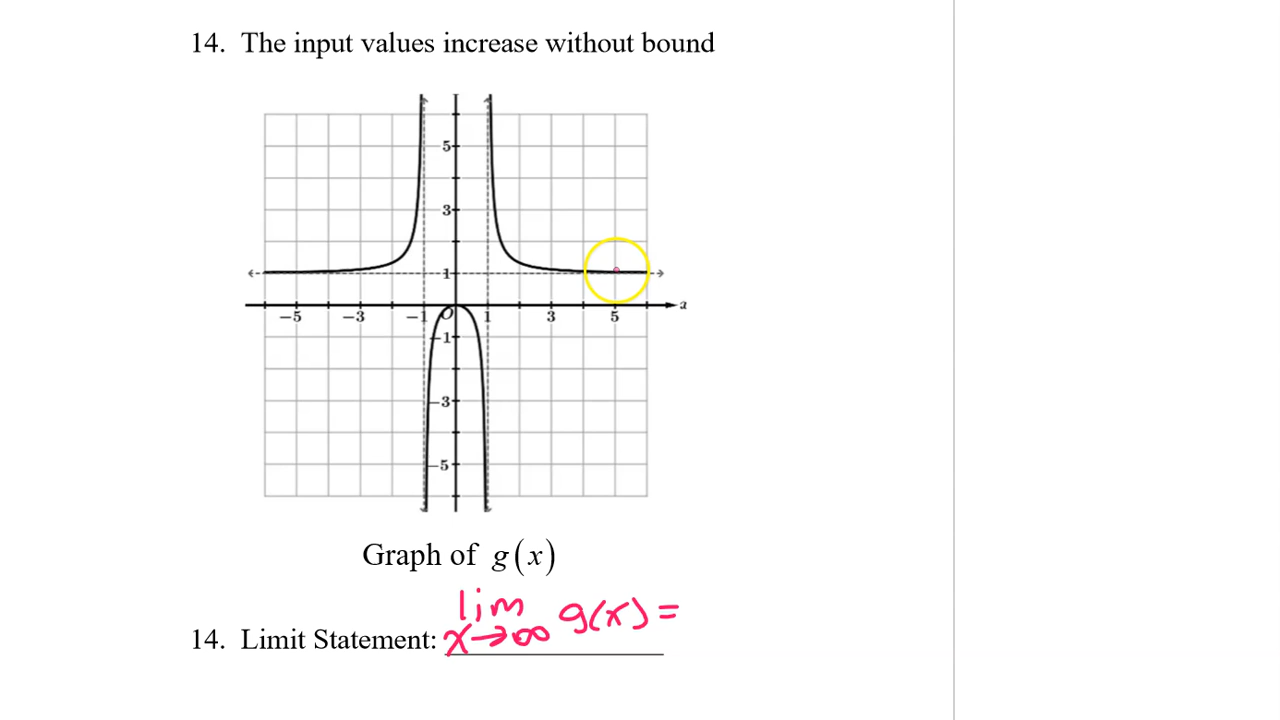 14. The input values increase without bound
5
3
1
-5 -3 -1 O 1 3 5 a
-1
-3
-5
Graph of g(x)
lim g(x) =
x→∞
14. Limit Statement: